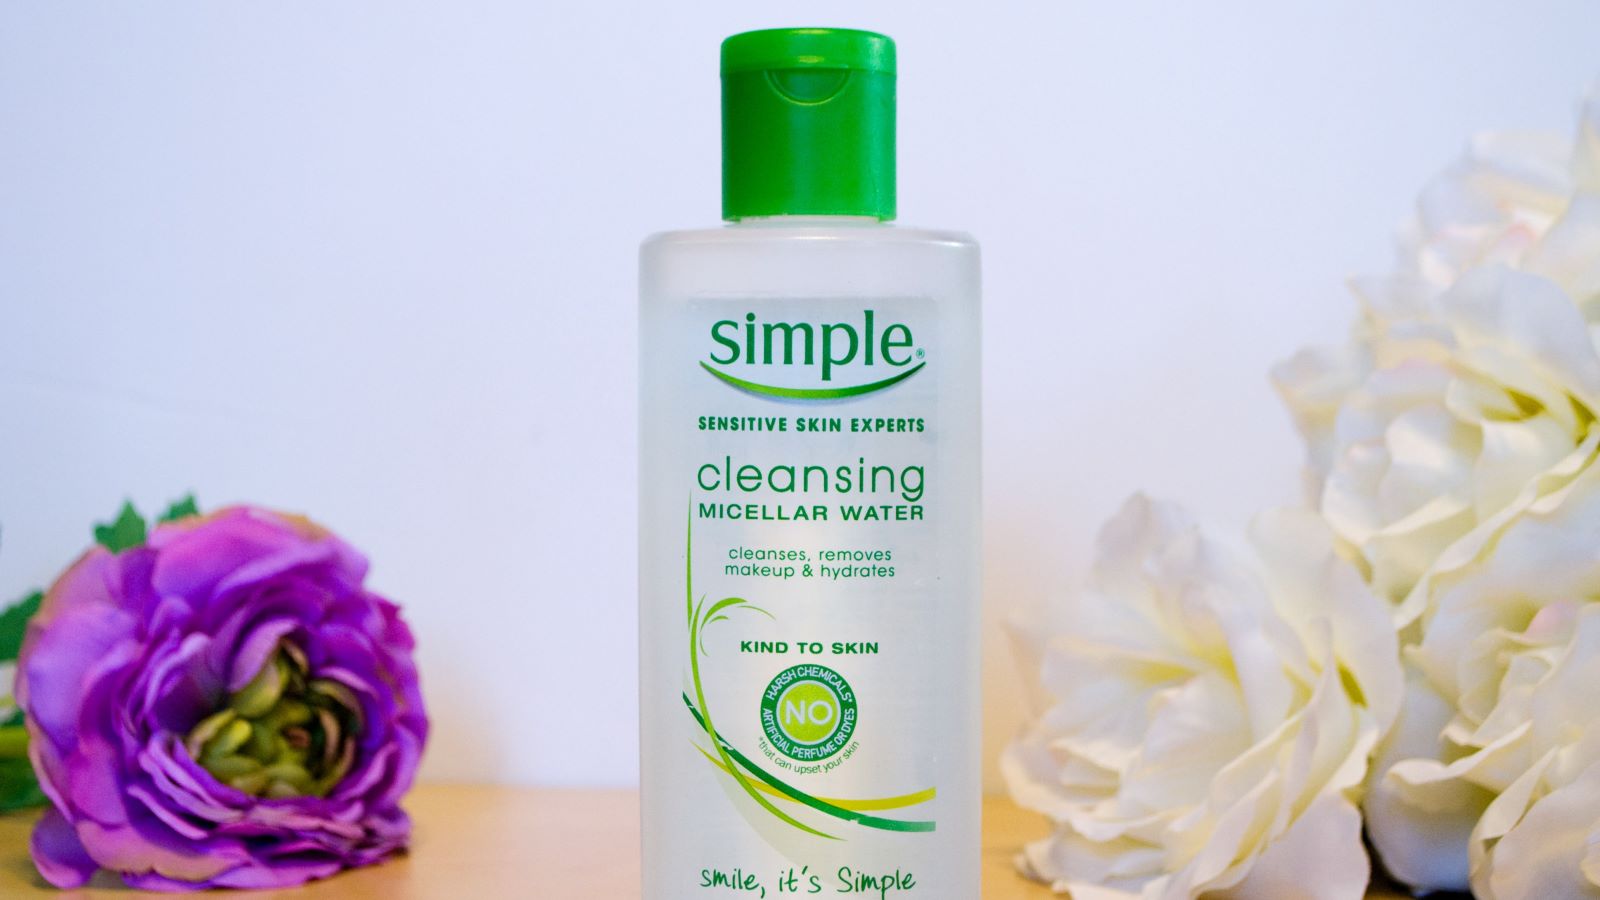 simple®
SENSITIVE SKIN EXPERTS
cleansing
MICELLAR WATER
cleanses, removes
makeup & hydrates
KIND TO SKIN
HARSH CHEMICALS*
NO
ARTIFICIAL PERFUME OR DYES
*that can upset your skin
smile, it's Simple